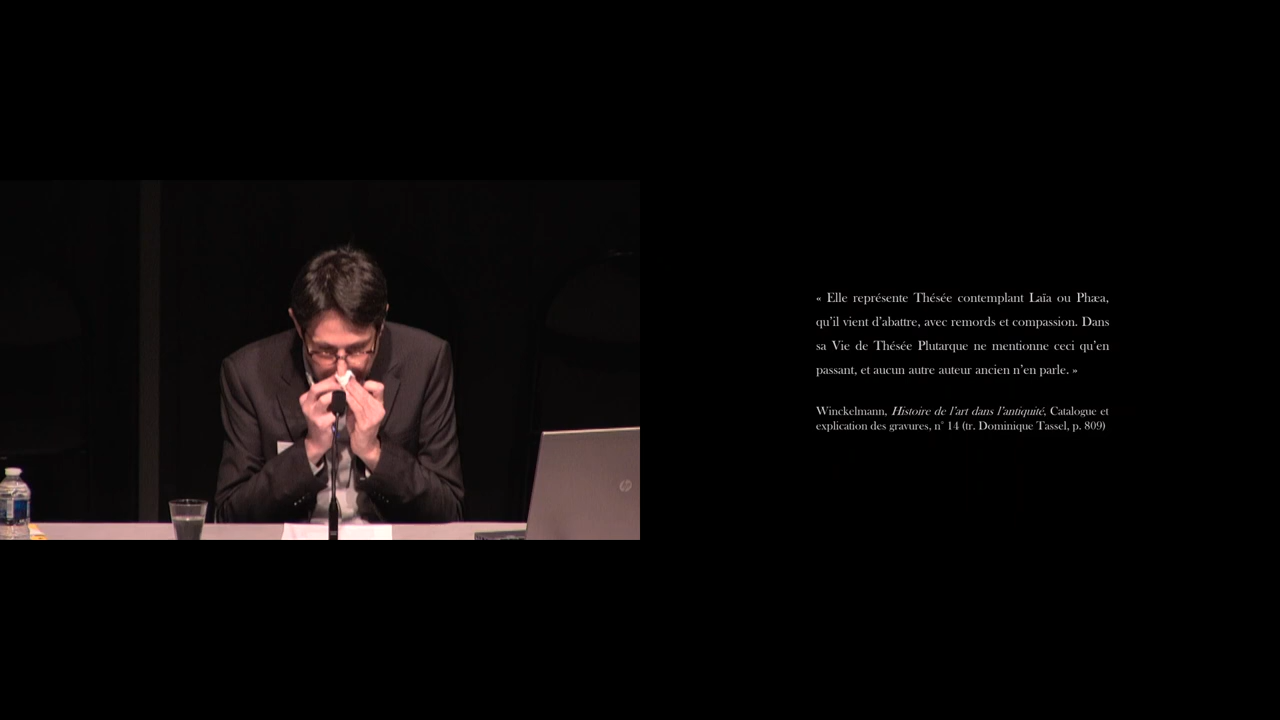 « Elle représente Thésée contemplant Laïa ou Phæa,
qu’il vient d’abattre, avec remords et compassion. Dans
sa Vie de Thésée Plutarque ne mentionne ceci qu’en
passant, et aucun autre auteur ancien n’en parle. »
Winckelmann, Histoire de l’art dans l’antiquité, Catalogue et
explication des gravures, n° 14 (tr. Dominique Tassel, p. 809)
hp